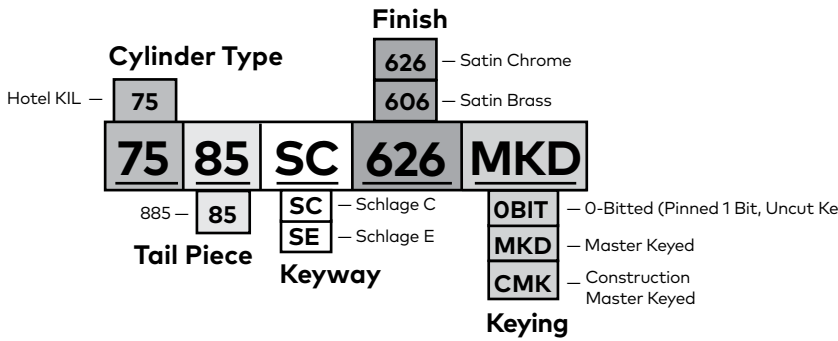 Finish
Cylinder Type
626 — Satin Chrome
Hotel KIL — 75
606 — Satin Brass
75 85 SC 626 MKD
885 — 85
SC — Schlage C
SE — Schlage E
0BIT — 0-Bitted (Pinned 1 Bit, Uncut Ke
MKD — Master Keyed
CMK — Construction
Master Keyed
Tail Piece
Keyway
Keying